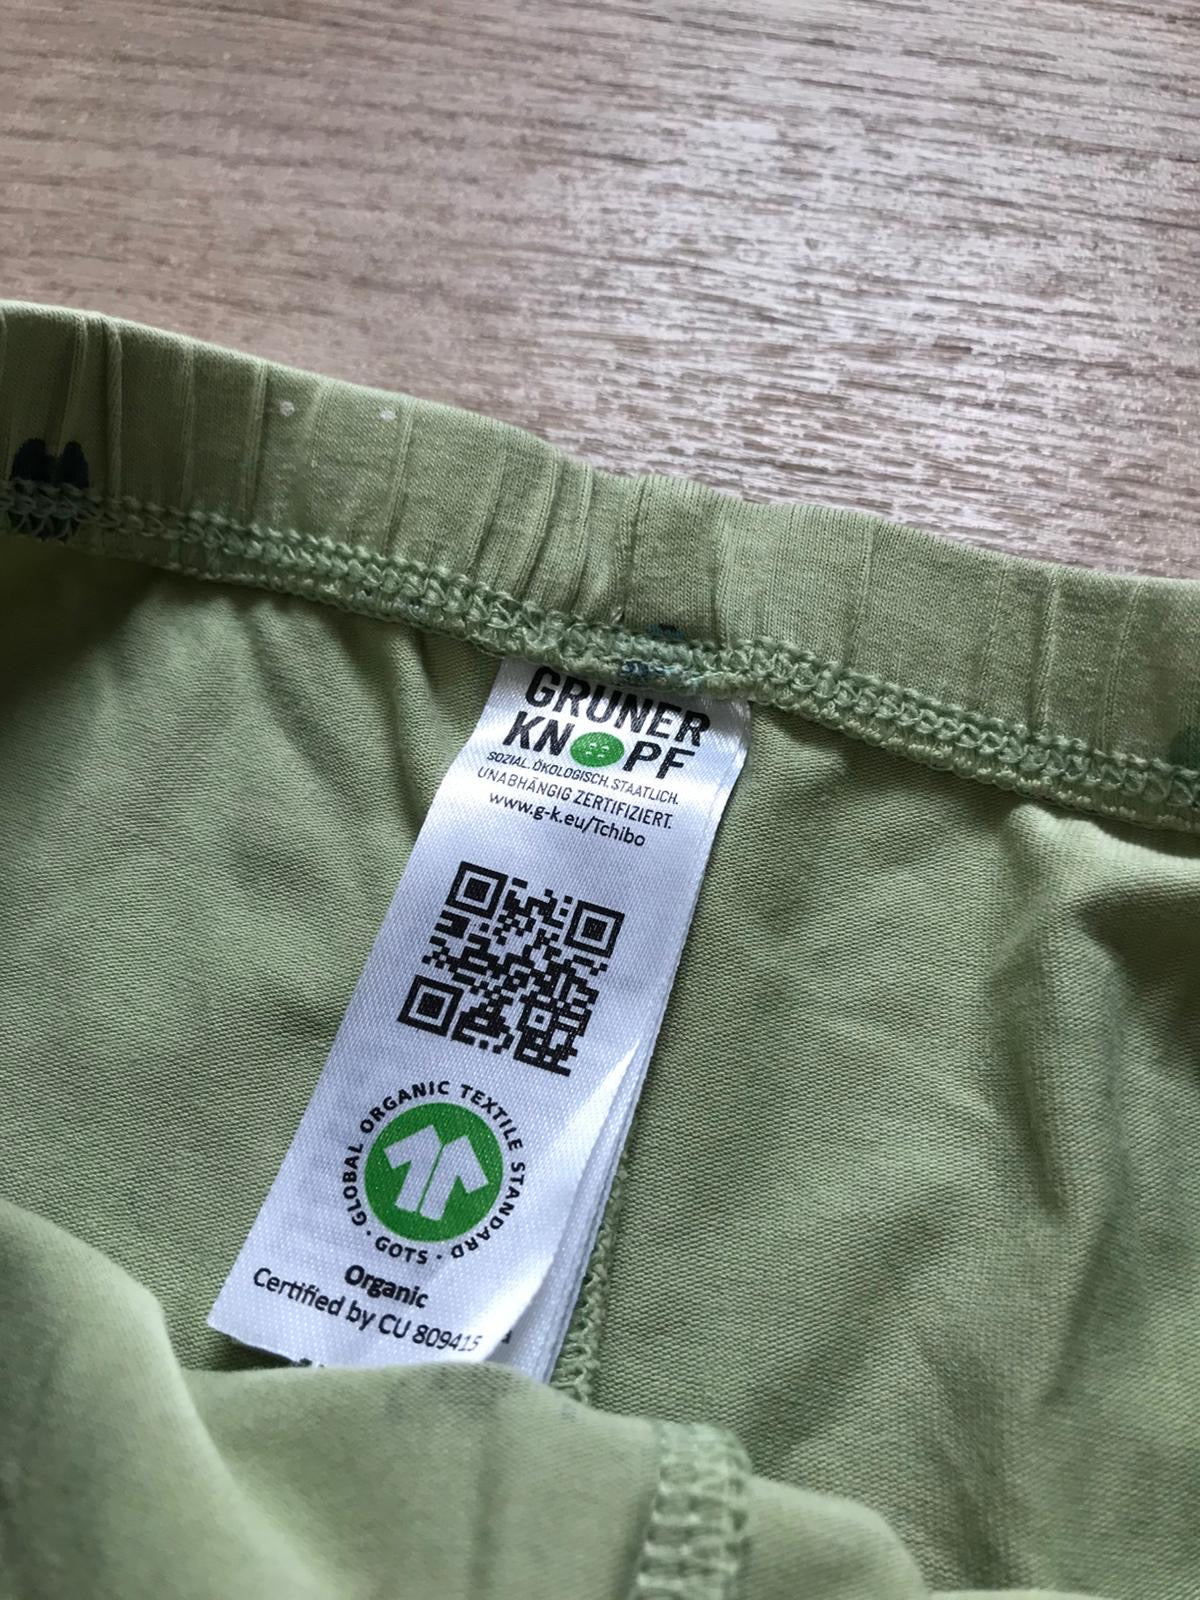 GRÜNER
KNOPF
SOZIAL. ÖKOLOGISCH. STAATLICH.
UNABHÄNGIG ZERTIFIZIERT.
www.g-k.eu/Tchibo
GLOBAL ORGANIC TEXTILE STANDARD · GOTS ·
Organic
Certified by CU 809415